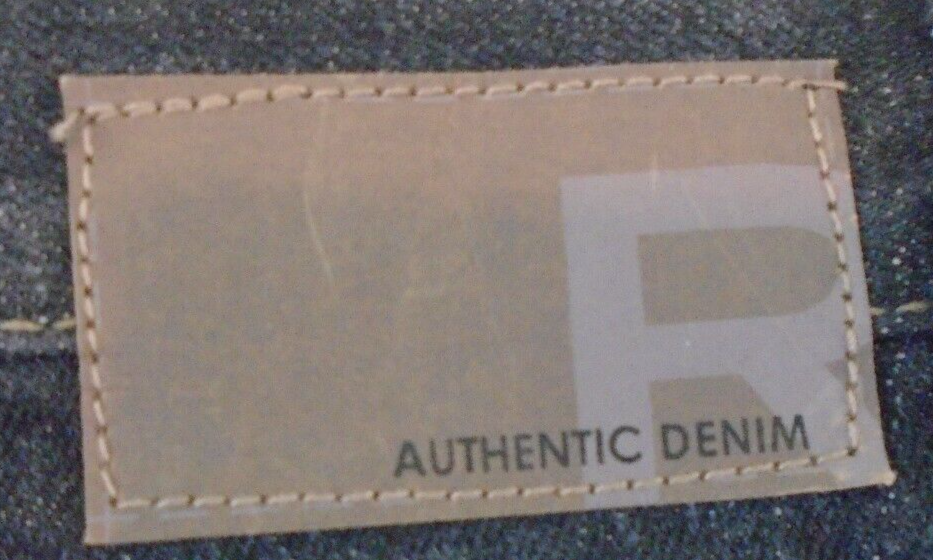 R
AUTHENTIC DENIM